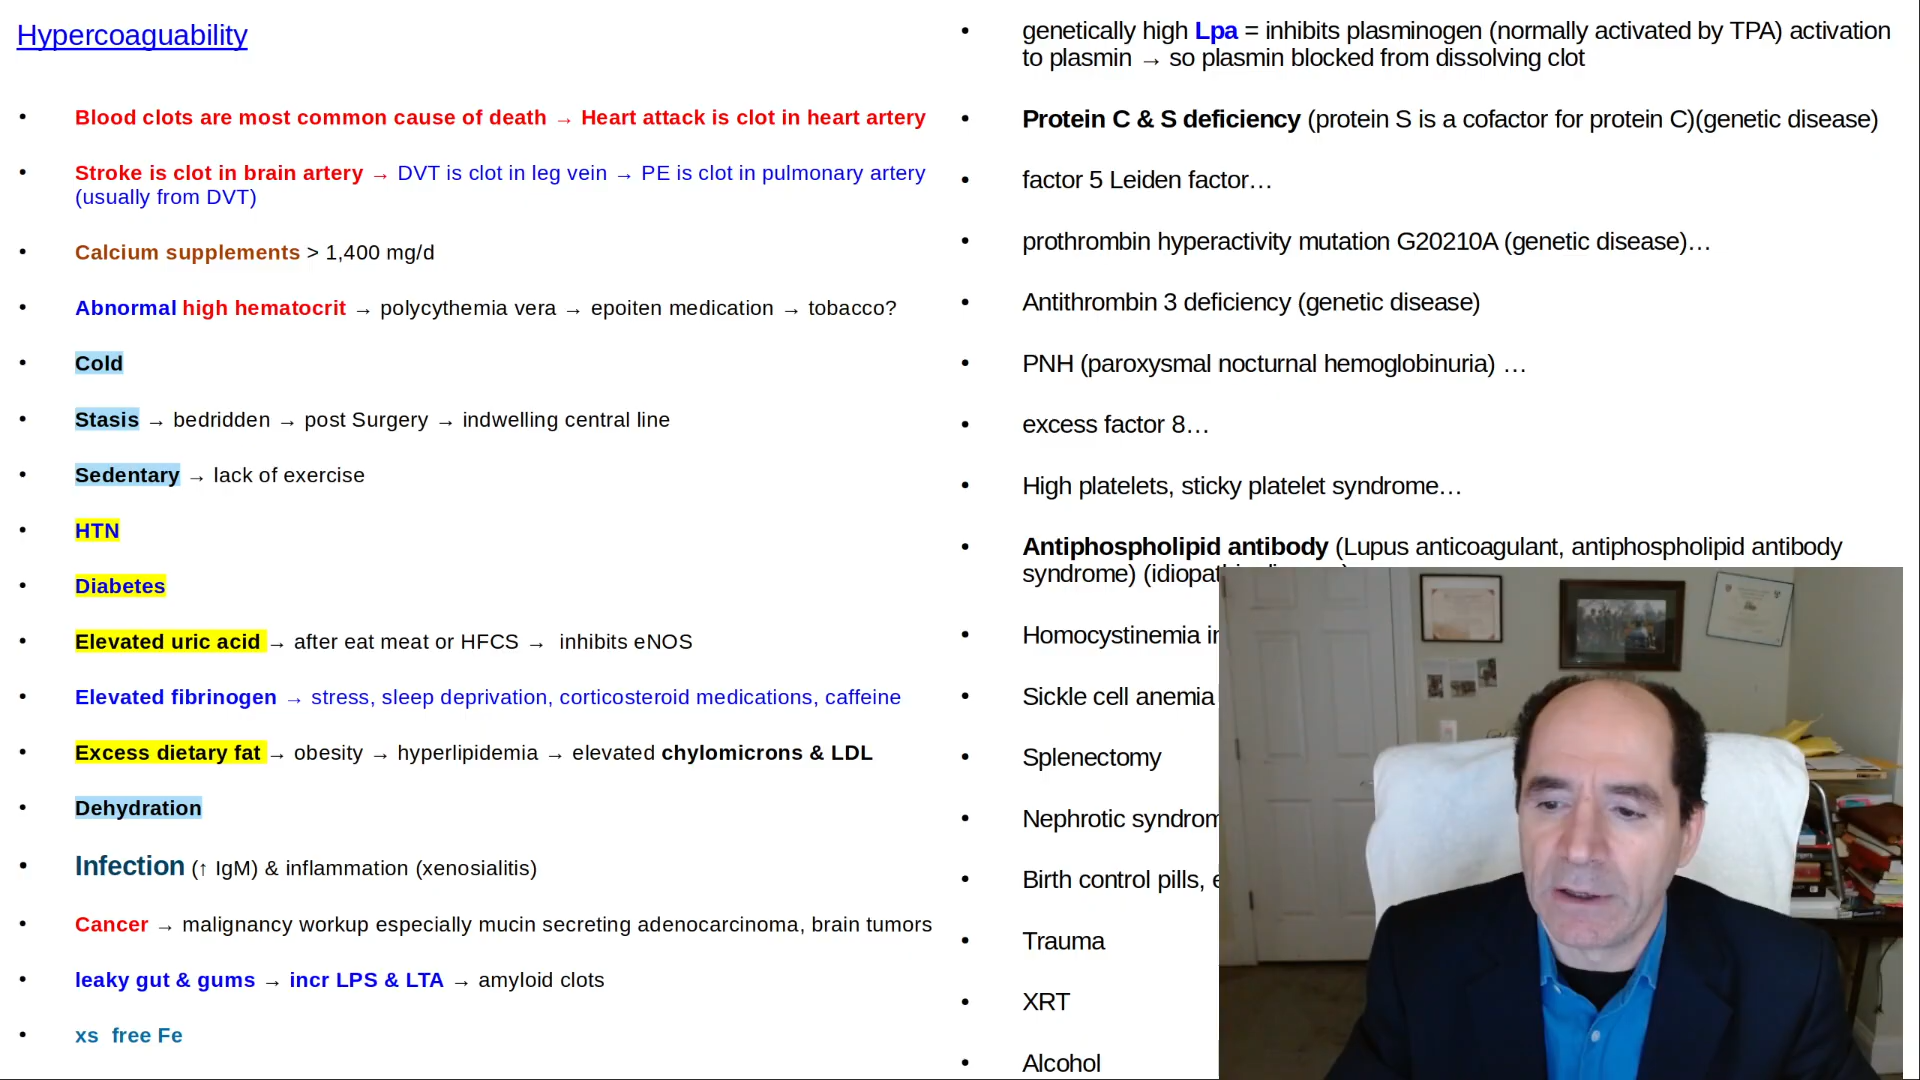 Hypercoaguability
• Blood clots are most common cause of death → Heart attack is clot in heart artery
• Stroke is clot in brain artery → DVT is clot in leg vein → PE is clot in pulmonary artery
(usually from DVT)
• Calcium supplements > 1,400 mg/d
• Abnormal high hematocrit → polycythemia vera → epoiten medication → tobacco?
• Cold
• Stasis → bedridden → post Surgery → indwelling central line
• Sedentary → lack of exercise
• HTN
• Diabetes
• Elevated uric acid → after eat meat or HFCS → inhibits eNOS
• Elevated fibrinogen → stress, sleep deprivation, corticosteroid medications, caffeine
• Excess dietary fat → obesity → hyperlipidemia → elevated chylomicrons & LDL
• Dehydration
• Infection (↑ IgM) & inflammation (xenosialitis)
• Cancer → malignancy workup especially mucin secreting adenocarcinoma, brain tumors
• leaky gut & gums → incr LPS & LTA → amyloid clots
• xs free Fe
• genetically high Lpa = inhibits plasminogen (normally activated by TPA) activation
to plasmin → so plasmin blocked from dissolving clot
• Protein C & S deficiency (protein S is a cofactor for protein C)(genetic disease)
• factor 5 Leiden factor…
• prothrombin hyperactivity mutation G20210A (genetic disease)…
• Antithrombin 3 deficiency (genetic disease)
• PNH (paroxysmal nocturnal hemoglobinuria) …
• excess factor 8…
• High platelets, sticky platelet syndrome…
• Antiphospholipid antibody (Lupus anticoagulant, antiphospholipid antibody
syndrome)
• Homocystinemia
• Sickle cell anemia
• Splenectomy
• Nephrotic
• Birth control pills,
• Trauma
• XRT
• Alcohol